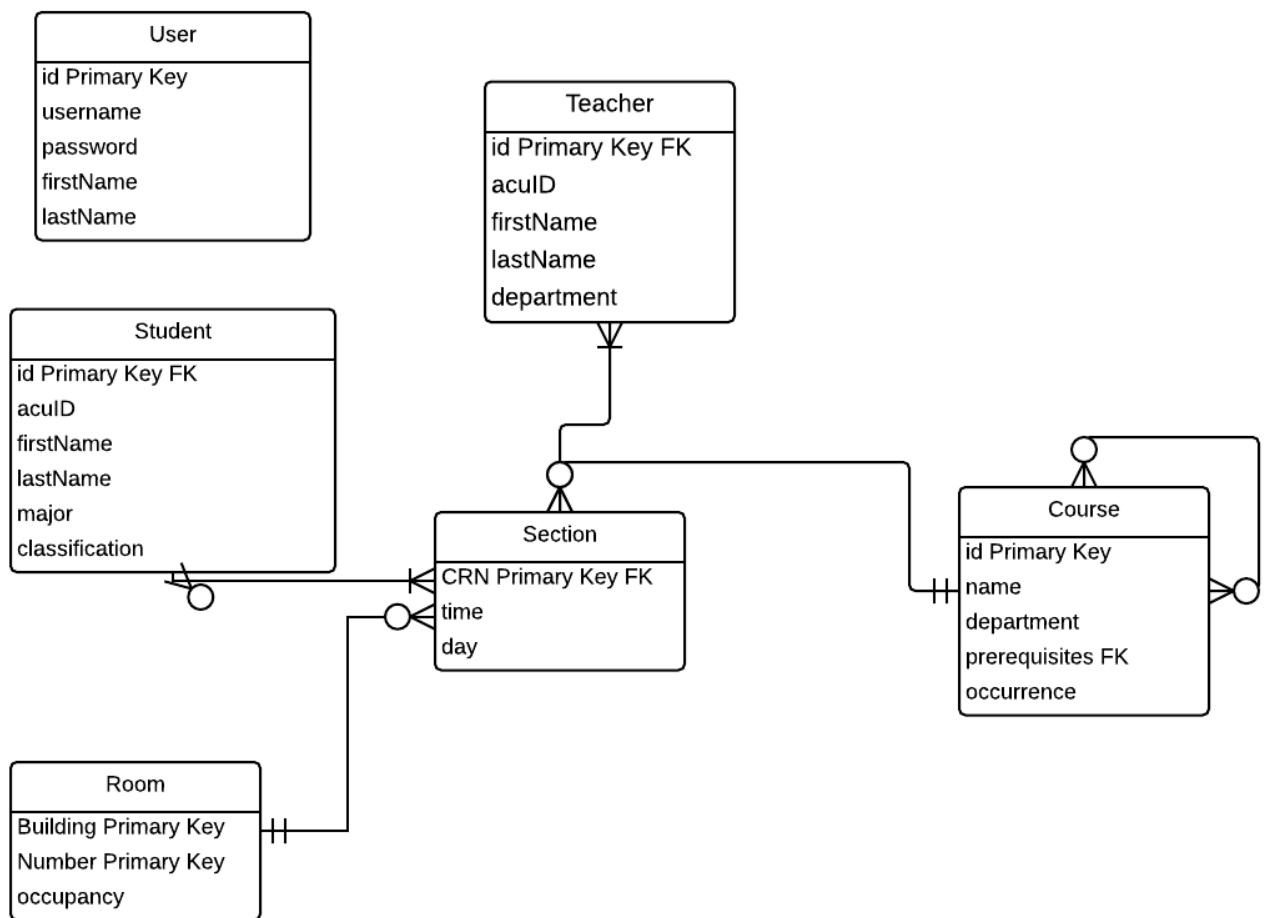 User
id Primary Key
username
password
firstName
lastName
Teacher
id Primary Key FK
acuID
firstName
lastName
department
Student
id Primary Key FK
acuID
firstName
lastName
major
classification
Section
CRN Primary Key FK
time
day
Course
id Primary Key
name
department
prerequisites FK
occurrence
Room
Building Primary Key
Number Primary Key
occupancy